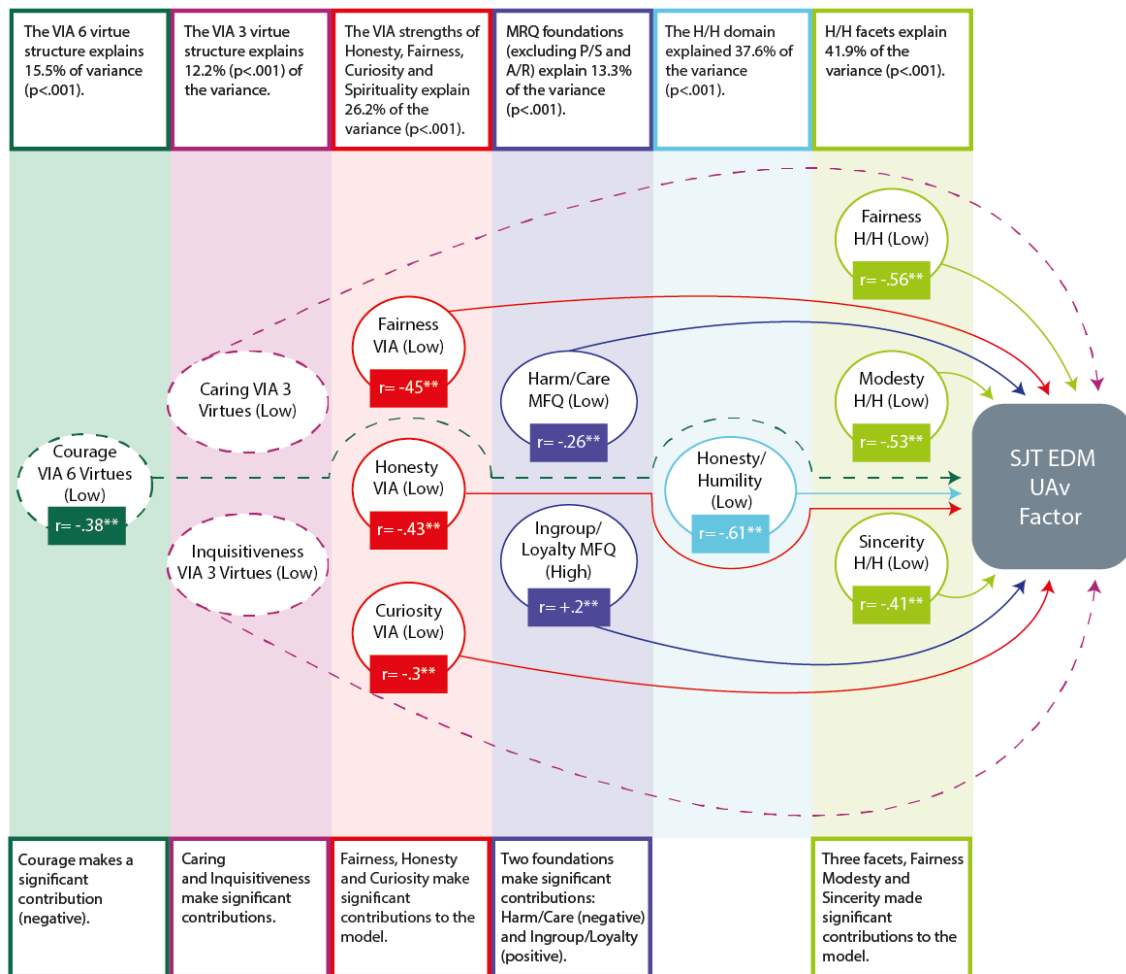 The VIA 6 virtue
structure explains
15.5% of variance
(p<.001).
The VIA 3 virtue
structure explains
12.2% (p<.001) of
the variance.
The VIA strengths of
Honesty, Fairness,
Curiosity and
Spirituality explain
26.2% of the
variance (p<.001).
MRQ foundations
(excluding P/S and
A/R) explain 13.3%
of the variance
(p<.001).
The H/H domain
explained 37.6% of
the variance
(p<.001).
H/H facets explain
41.9% of the
variance (p<.001).
Fairness
H/H (Low)
r= -.56**
Fairness
VIA (Low)
r= -45**
Caring VIA 3
Virtues (Low)
Harm/Care
MFQ (Low)
r= -.26**
Modesty
H/H (Low)
r= -.53**
Courage
VIA 6 Virtues
(Low)
r= -.38**
Honesty
VIA (Low)
r= -.43**
Honesty/
Humility
(Low)
r= -.61**
SJT EDM
UAv
Factor
Inquisitiveness
VIA 3 Virtues (Low)
Ingroup/
Loyalty MFQ
(High)
r= +.2**
Sincerity
H/H (Low)
r= -.41**
Curiosity
VIA (Low)
r= -.3**
Courage makes a
significant
contribution
(negative).
Caring
and Inquisitiveness
make significant
contributions.
Fairness, Honesty
and Curiosity make
significant
contributions to the
model.
Two foundations
make significant
contributions:
Harm/Care (negative)
and Ingroup/Loyalty
(positive).
Three facets, Fairness
Modesty and
Sincerity made
significant
contributions to the
model.